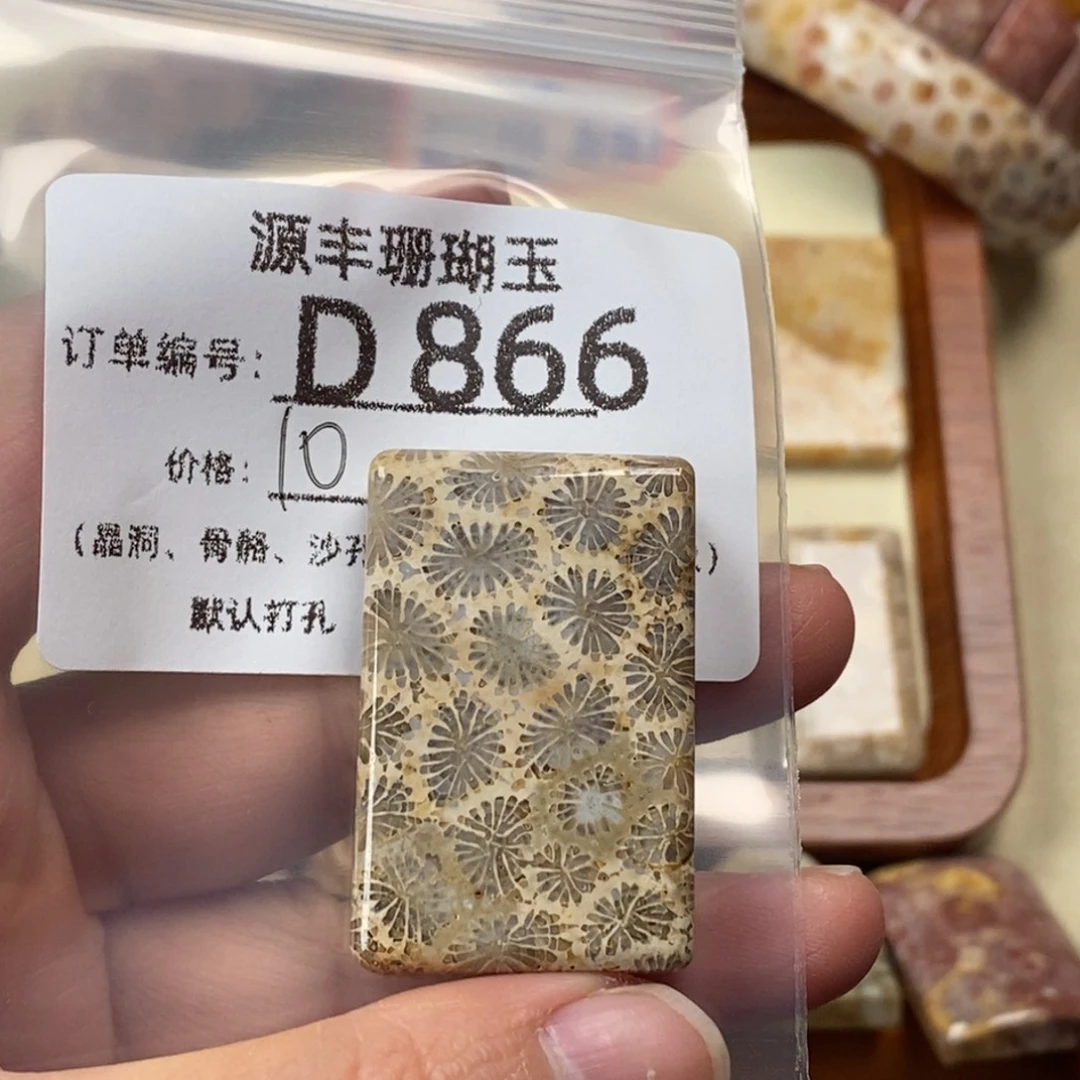 源丰珊瑚玉
订单编号: D 866
价格: 10
(晶洞、骨骼、沙孔
默认打孔